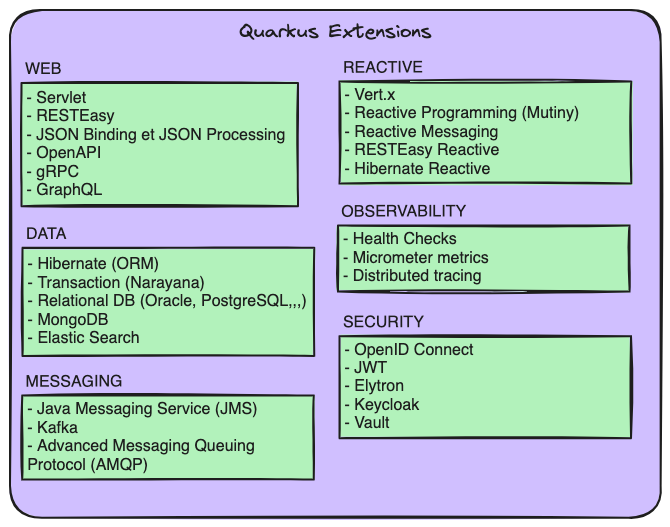 Quarkus Extensions
WEB
- Servlet
- RESTEasy
- JSON Binding et JSON Processing
- OpenAPI
- gRPC
- GraphQL
DATA
- Hibernate (ORM)
- Transaction (Narayana)
- Relational DB (Oracle, PostgreSQL,,,)
- MongoDB
- Elastic Search
MESSAGING
- Java Messaging Service (JMS)
- Kafka
- Advanced Messaging Queuing
Protocol (AMQP)
REACTIVE
- Vert.x
- Reactive Programming (Mutiny)
- Reactive Messaging
- RESTEasy Reactive
- Hibernate Reactive
OBSERVABILITY
- Health Checks
- Micrometer metrics
- Distributed tracing
SECURITY
- OpenID Connect
- JWT
- Elytron
- Keycloak
- Vault